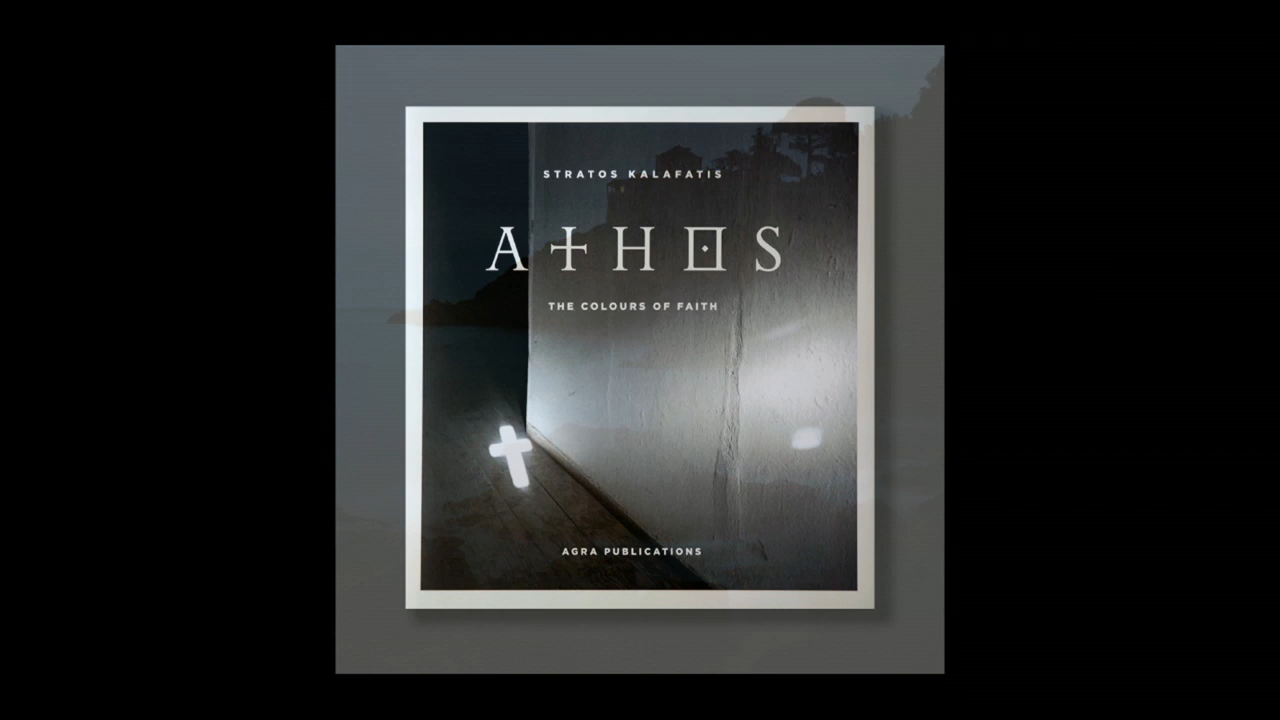 STRATOS KALAFATIS
ATHOS
THE COLOURS OF FAITH
AGRA PUBLICATIONS